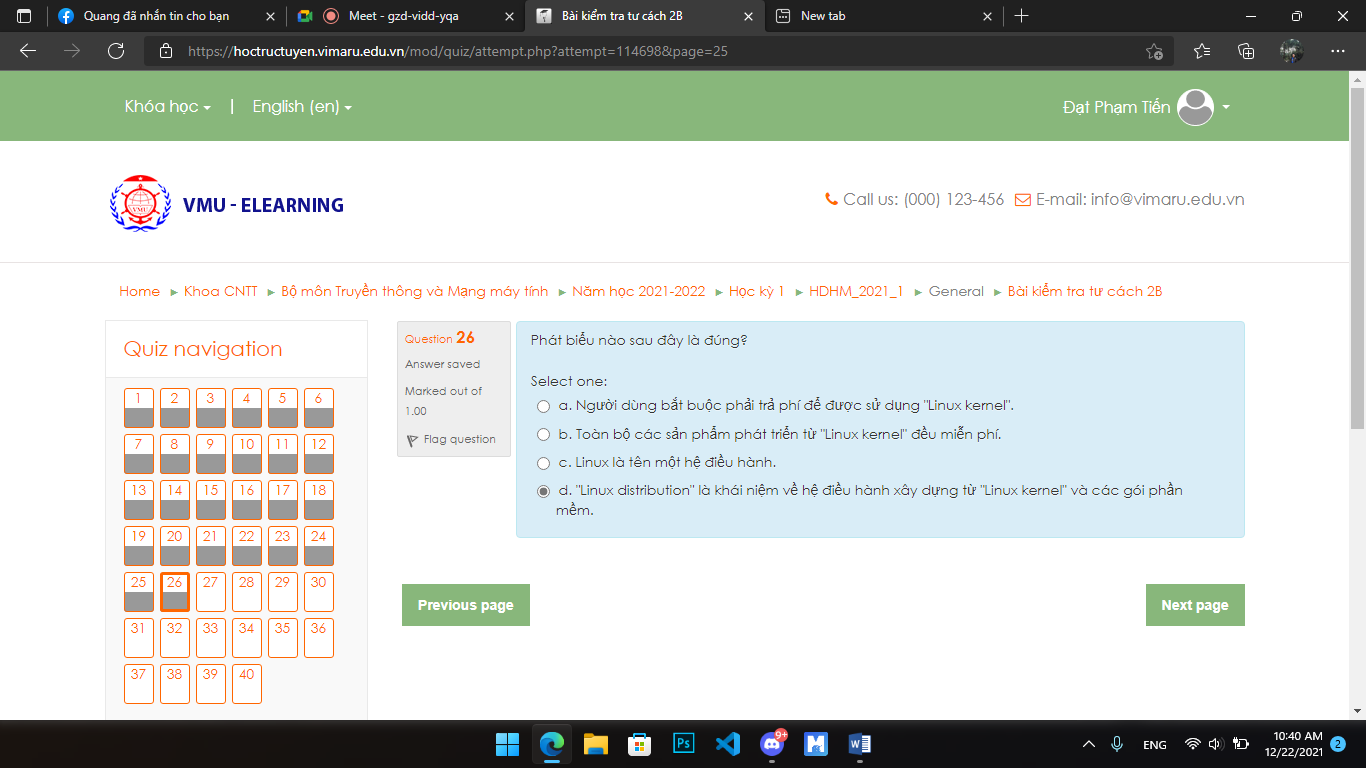 Quang đã nhắn tin cho bạn
Meet - gzd-vidd-yqa
Bài kiểm tra tư cách 2B
New tab
https://hoctructuyen.vimaru.edu.vn/mod/quiz/attempt.php?attempt=114698&page=25
Khóa học | English (en)
Đạt Phạm Tiến
VMU - ELEARNING
Call us: (000) 123-456 E-mail: info@vimaru.edu.vn
Home ► Khoa CNTT ► Bộ môn Truyền thông và Mạng máy tính ► Năm học 2021-2022 ► Học kỳ 1 ► HDHM_2021_1 ► General ► Bài kiểm tra tư cách 2B
Quiz navigation
1 2 3 4 5 6
7 8 9 10 11 12
13 14 15 16 17 18
19 20 21 22 23 24
25 26 27 28 29 30
31 32 33 34 35 36
37 38 39 40
Question 26
Answer saved
Marked out of
1.00
Flag question
Phát biểu nào sau đây là đúng?
Select one:
a. Người dùng bắt buộc phải trả phí để được sử dụng "Linux kernel".
b. Toàn bộ các sản phẩm phát triển từ "Linux kernel" đều miễn phí.
c. Linux là tên một hệ điều hành.
d. "Linux distribution" là khái niệm về hệ điều hành xây dựng từ "Linux kernel" và các gói phần
mềm.
Previous page
Next page
Ps
9+
ENG
10:40 AM
12/22/2021
2